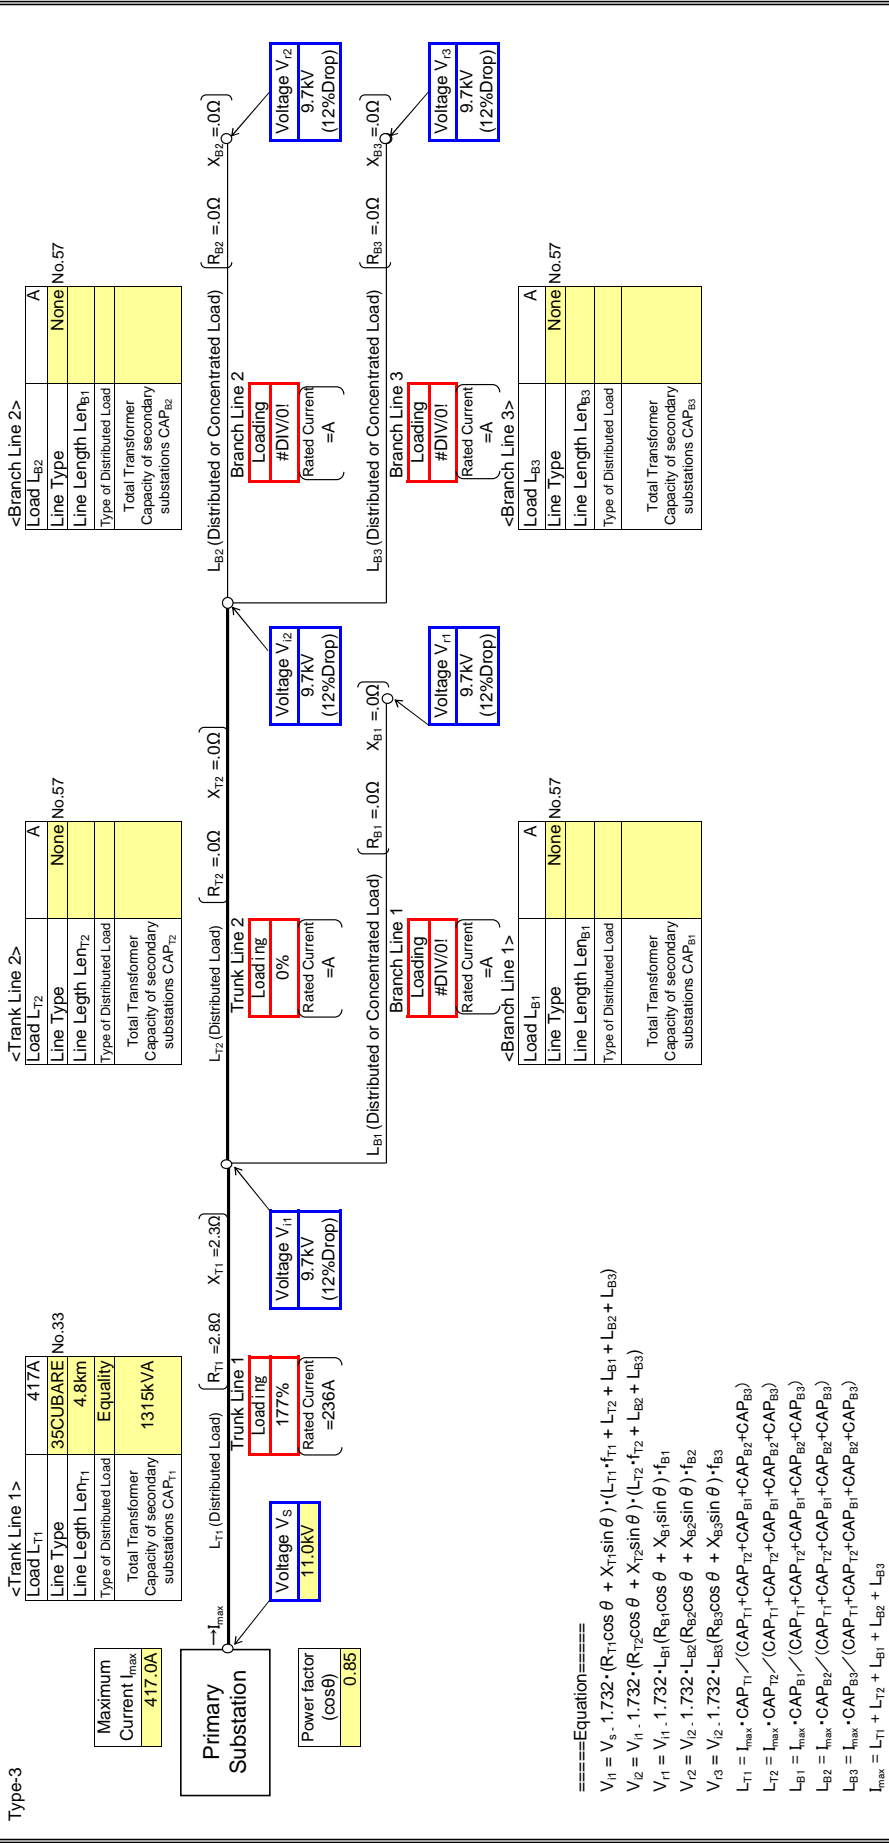 Type-3
Maximum
Current Imax
417.0A
Primary
Substation
Power factor
(cosθ)
0.85
<Trank Line 1>
Load LT1 417A
Line Type 35CUBARE No.33
Line Legth LenT1 4.8km
Type of Distributed Load Equality
Total Transformer
Capacity of secondary
substations CAPT1
1315kVA
→Imax
LT1 (Distributed Load)
RT1 =2.8Ω XT1 =2.3Ω
Trunk Line 1
Loading
177%
Rated Current
=236A
Voltage VS
11.0kV
Voltage Vi1
9.7kV
(12%Drop)
<Trank Line 2>
Load LT2 A
Line Type None No.57
Line Legth LenT2
Type of Distributed Load
Total Transformer
Capacity of secondary
substations CAPT2
LT2 (Distributed Load)
RT2 =.0Ω XT2 =.0Ω
Trunk Line 2
Loading
0%
Rated Current
=A
Voltage Vi2
9.7kV
(12%Drop)
LB1 (Distributed or Concentrated Load)
RB1 =.0Ω XB1 =.0Ω
Branch Line 1
Loading
#DIV/0!
Rated Current
=A
Voltage Vr1
9.7kV
(12%Drop)
<Branch Line 1>
Load LB1 A
Line Type None No.57
Line Length LenB1
Type of Distributed Load
Total Transformer
Capacity of secondary
substations CAPB1
<Branch Line 2>
Load LB2 A
Line Type None No.57
Line Length LenB1
Type of Distributed Load
Total Transformer
Capacity of secondary
substations CAPB2
LB2 (Distributed or Concentrated Load)
RB2 =.0Ω XB2 =.0Ω
Branch Line 2
Loading
#DIV/0!
Rated Current
=A
Voltage Vr2
9.7kV
(12%Drop)
LB3 (Distributed or Concentrated Load)
RB3 =.0Ω XB3 =.0Ω
Branch Line 3
Loading
#DIV/0!
Rated Current
=A
Voltage Vr3
9.7kV
(12%Drop)
<Branch Line 3>
Load LB3 A
Line Type None No.57
Line Length LenB3
Type of Distributed Load
Total Transformer
Capacity of secondary
substations CAPB3
=====Equation=====
Vi1 = Vs - 1.732・(RT1cosθ + XT1sinθ)・(LT1・fT1 + LT2 + LB1 + LB2 + LB3)
Vi2 = Vi1 - 1.732・(RT2cosθ + XT2sinθ)・(LT2・fT2 + LB2 + LB3)
Vr1 = Vi1 - 1.732・LB1(RB1cosθ + XB1sinθ)・fB1
Vr2 = Vi2 - 1.732・LB2(RB2cosθ + XB2sinθ)・fB2
Vr3 = Vi2 - 1.732・LB3(RB3cosθ + XB3sinθ)・fB3
LT1 = Imax・CAPT1／(CAPT1+CAPT2+CAPB1+CAPB2+CAPB3)
LT2 = Imax・CAPT2／(CAPT1+CAPT2+CAPB1+CAPB2+CAPB3)
LB1 = Imax・CAPB1／(CAPT1+CAPT2+CAPB1+CAPB2+CAPB3)
LB2 = Imax・CAPB2／(CAPT1+CAPT2+CAPB1+CAPB2+CAPB3)
LB3 = Imax・CAPB3／(CAPT1+CAPT2+CAPB1+CAPB2+CAPB3)
Imax = LT1 + LT2 + LB1 + LB2 + LB3